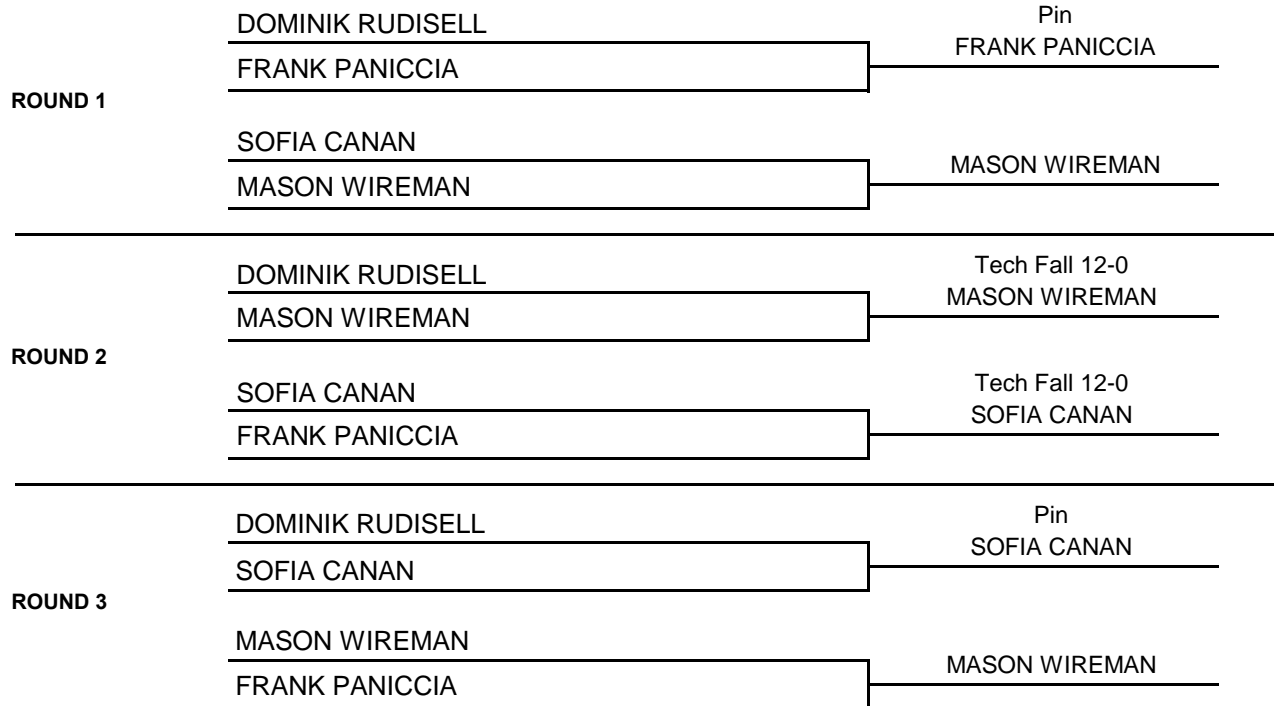 DOMINIK RUDISELL
Pin
FRANK PANICCIA
FRANK PANICCIA
ROUND 1
SOFIA CANAN
MASON WIREMAN
MASON WIREMAN
DOMINIK RUDISELL
Tech Fall 12-0
MASON WIREMAN
MASON WIREMAN
ROUND 2
SOFIA CANAN
Tech Fall 12-0
SOFIA CANAN
FRANK PANICCIA
DOMINIK RUDISELL
Pin
SOFIA CANAN
SOFIA CANAN
ROUND 3
MASON WIREMAN
MASON WIREMAN
FRANK PANICCIA